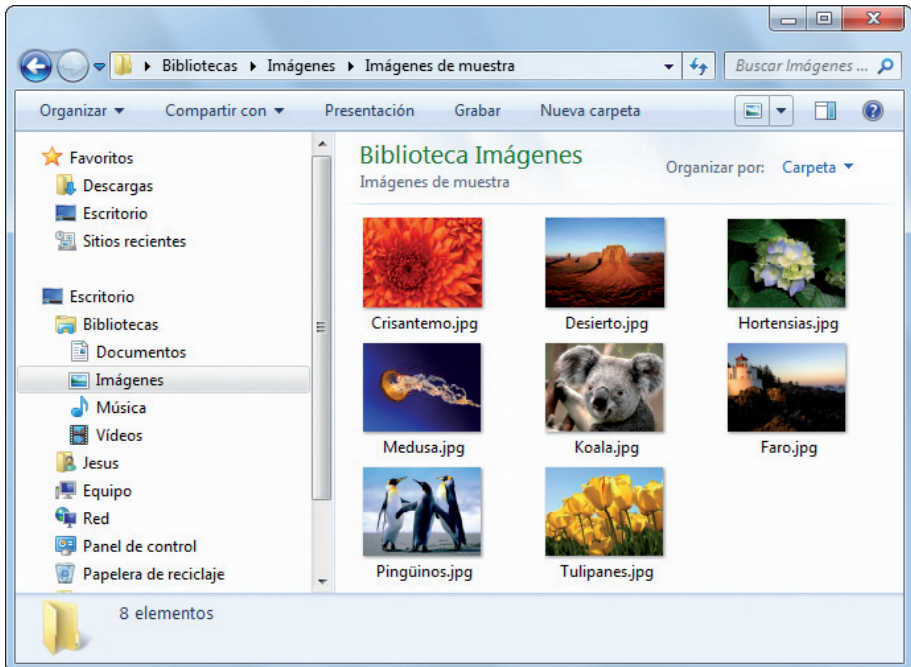 Bibliotecas Imágenes Imágenes de muestra
Buscar Imágenes ...
Organizar Compartir con Presentación Grabar Nueva carpeta
Favoritos
Descargas
Escritorio
Sitios recientes
Escritorio
Bibliotecas
Documentos
Imágenes
Música
Vídeos
Jesus
Equipo
Red
Panel de control
Papelera de reciclaje
Biblioteca Imágenes
Imágenes de muestra
Organizar por: Carpeta
Crisantemo.jpg Desierto.jpg Hortensias.jpg
Medusa.jpg Koala.jpg Faro.jpg
Pingüinos.jpg Tulipanes.jpg
8 elementos